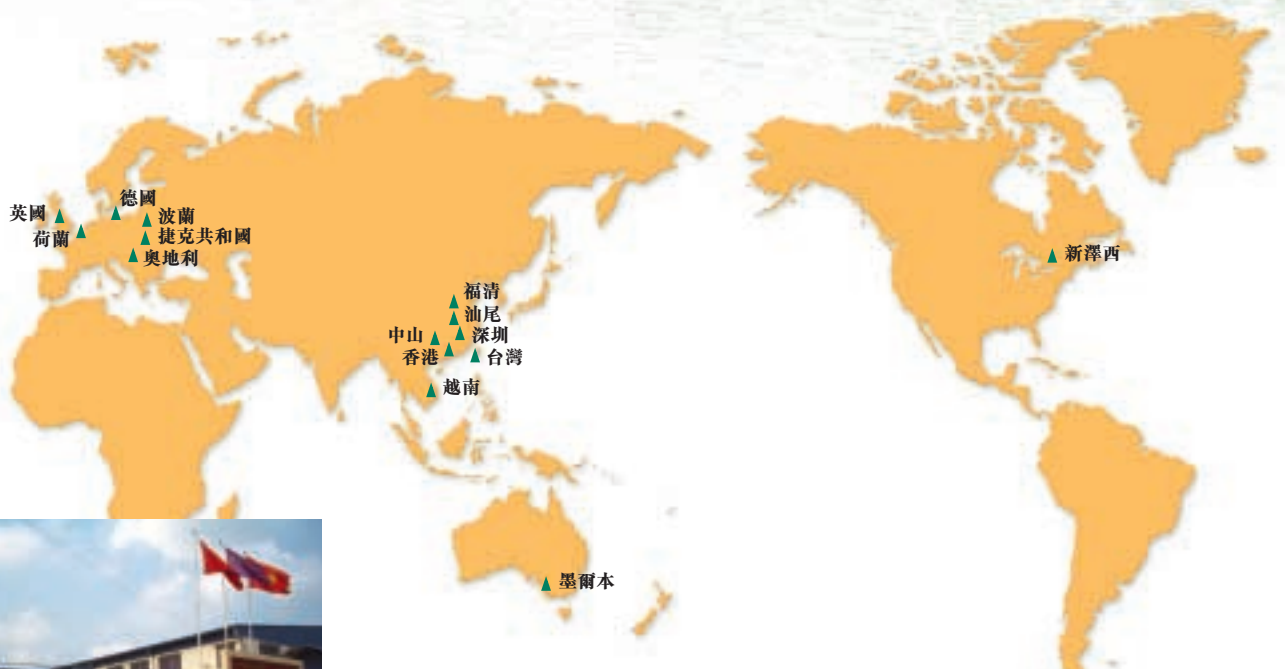 德國
英國
波蘭
荷蘭
捷克共和國
奧地利
新澤西
福清
汕尾
中山
深圳
香港
台灣
越南
墨爾本